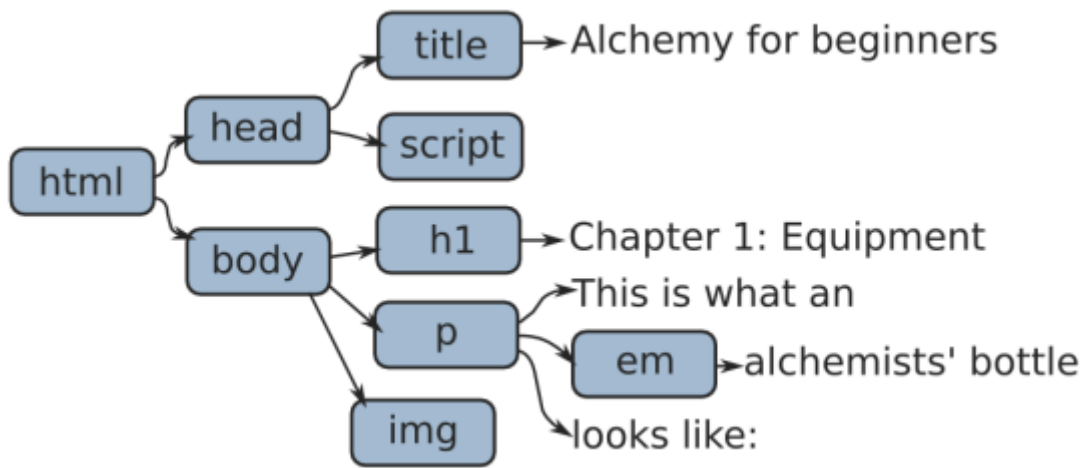 title
Alchemy for beginners
head
script
html
body
h1
Chapter 1: Equipment
This is what an
p
em
alchemists' bottle
img
looks like: